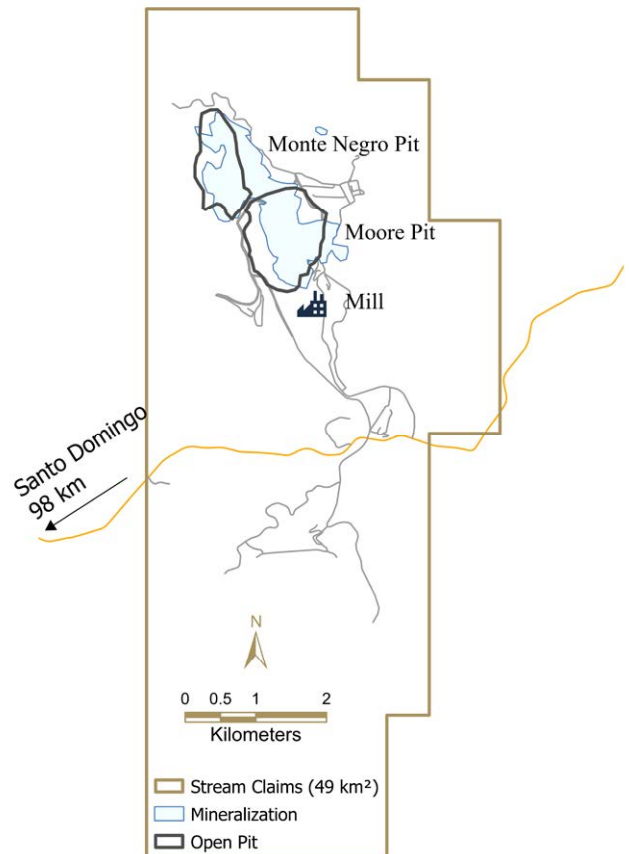 Monte Negro Pit
Moore Pit
Mill
Santo Domingo
98 km
N
0 0.5 1 2
Kilometers
Stream Claims (49 km²)
Mineralization
Open Pit